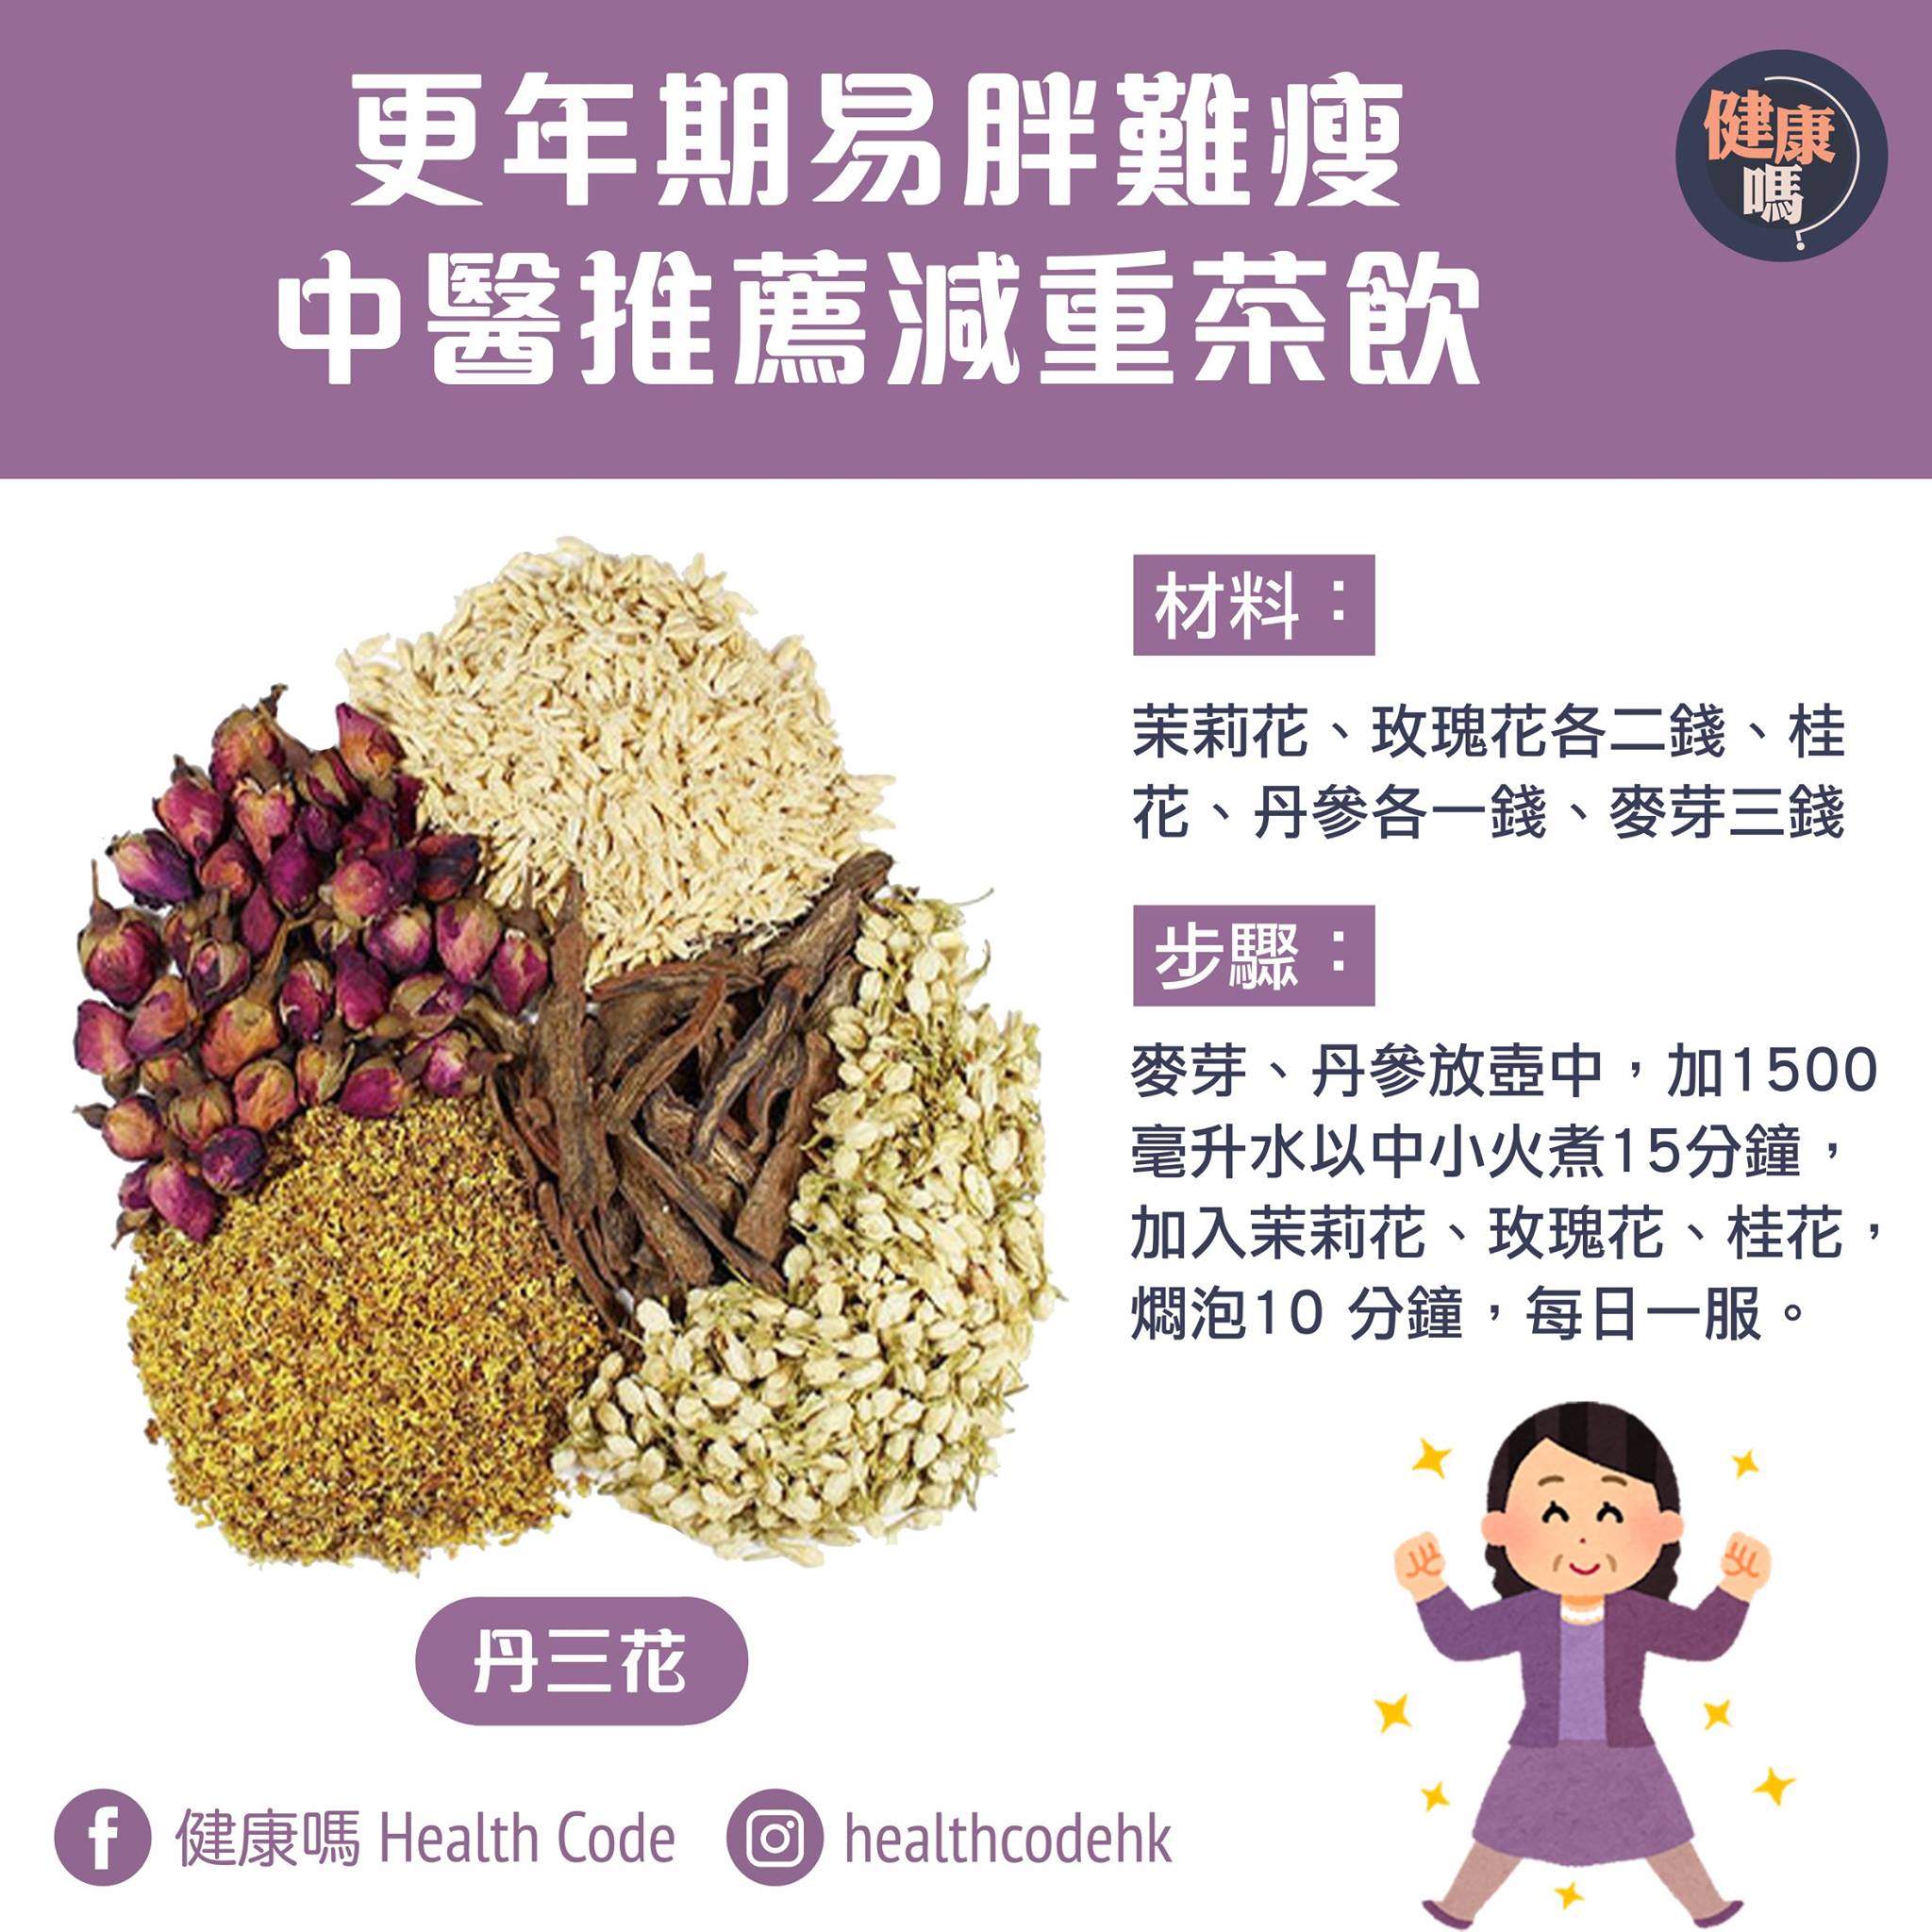 更年期易胖難瘦
中醫推薦減重茶飲
健康
嗎
材料：
茉莉花、玫瑰花各二錢、桂
花、丹參各一錢、麥芽三錢
步驟：
麥芽、丹參放壺中，加1500
毫升水以中小火煮15分鐘，
加入茉莉花、玫瑰花、桂花，
燜泡10 分鐘，每日一服。
丹三花
健康嗎 Health Code
healthcodehk